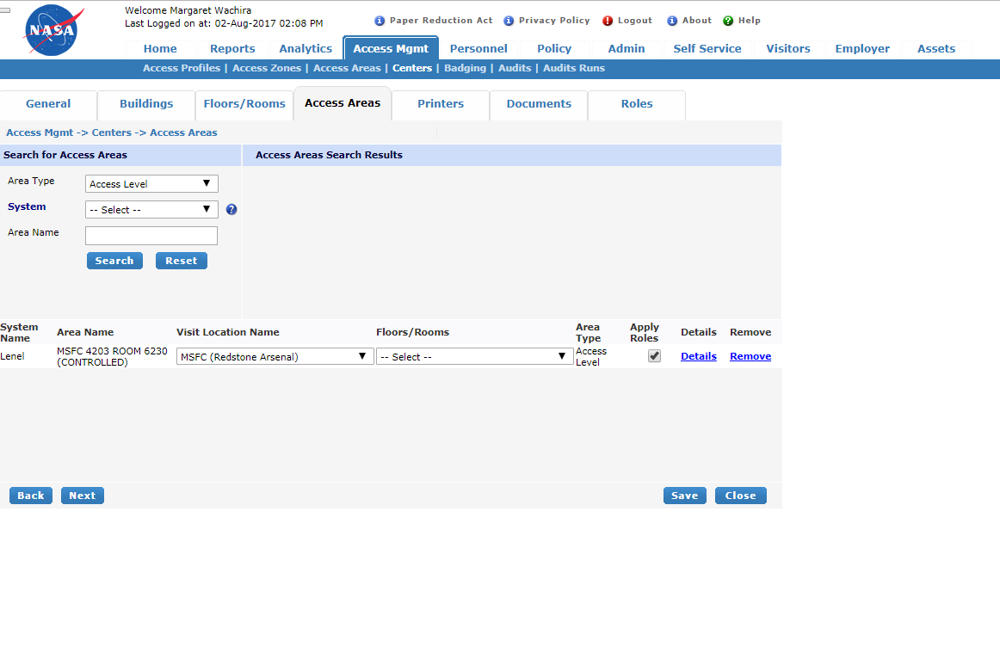 NASA
Welcome Margaret Wachira
Last Logged on at: 02-Aug-2017 02:08 PM
Paper Reduction Act Privacy Policy Logout About Help
Home Reports Analytics Access Mgmt Personnel Policy Admin Self Service Visitors Employer Assets
Access Profiles | Access Zones | Access Areas | Centers | Badging | Audits | Audits Runs
General Buildings Floors/Rooms Access Areas Printers Documents Roles
Access Mgmt -> Centers -> Access Areas
Search for Access Areas
Access Areas Search Results
Area Type Access Level
System -- Select --
Area Name
Search Reset
System Name Area Name Visit Location Name Floors/Rooms Area Type Apply Roles Details Remove
Lenel MSFC 4203 ROOM 6230 (CONTROLLED) MSFC (Redstone Arsenal) -- Select -- Access Level Details Remove
Back Next Save Close